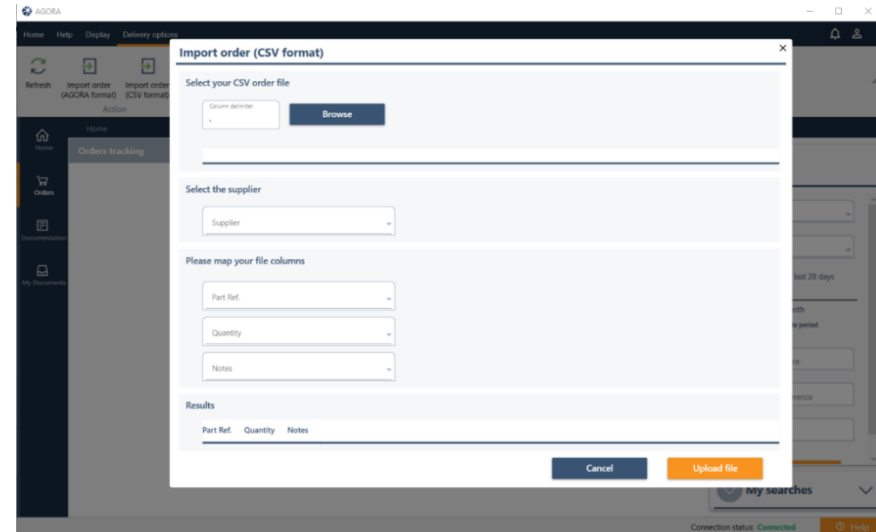 AGORA
Home Help Display Delivery options
Import order (CSV format)
Refresh
Import order (AGORA format)
Import order (CSV format)
Action
Home
Home
Orders tracking
Orders
Documentation
My Documents
Select your CSV order file
Column delimiter
,
Browse
Select the supplier
Supplier
Please map your file columns
Part Ref.
Quantity
Notes
Results
Part Ref. Quantity Notes
Cancel Upload file
last 28 days
period
My searches
Connection status: Connected
Help